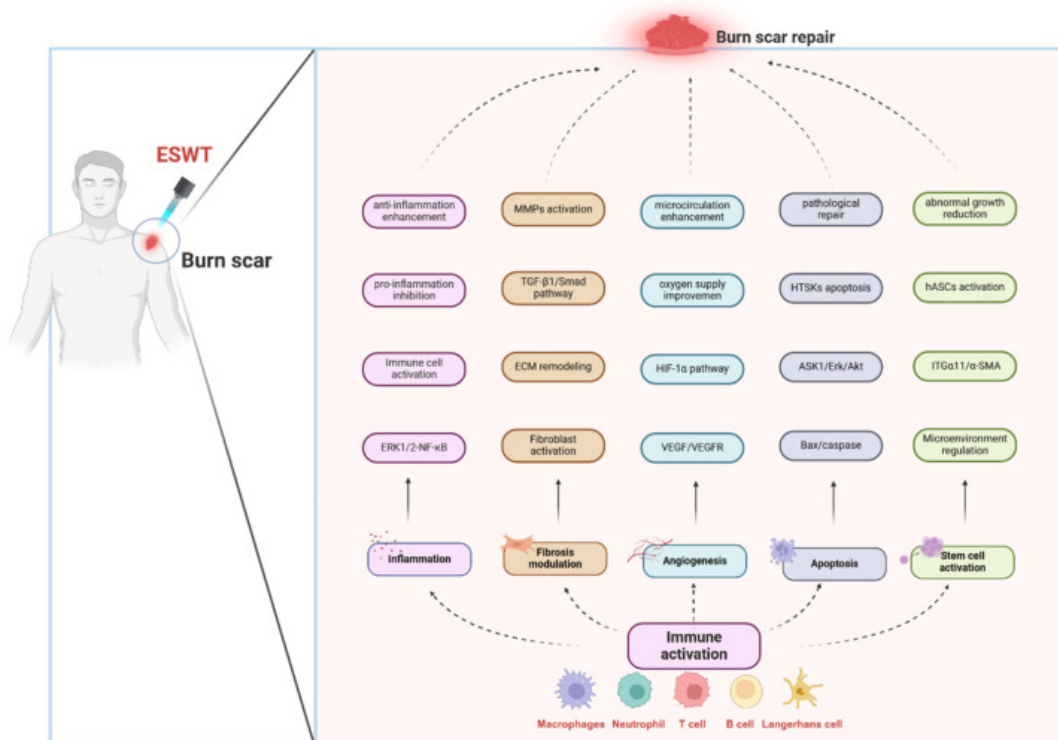 Burn scar repair
ESWT
Burn scar
anti-inflammation
enhancement
MMPs activation
microcirculation
enhancement
pathological
repair
abnormal growth
reduction
pro-inflammation
inhibition
TGF-β1/Smad
pathway
oxygen supply
improvemen
HTSKs apoptosis
hASCs activation
Immune cell
activation
ECM remodeling
HIF-1α pathway
ASK1/Erk/Akt
ITGα11/α-SMA
ERK1/2-NF-κB
Fibroblast
activation
VEGF/VEGFR
Bax/caspase
Microenvironment
regulation
Inflammation
Fibrosis
modulation
Angiogenesis
Apoptosis
Stem cell
activation
Immune
activation
Macrophages
Neutrophil
T cell
B cell
Langerhans cell